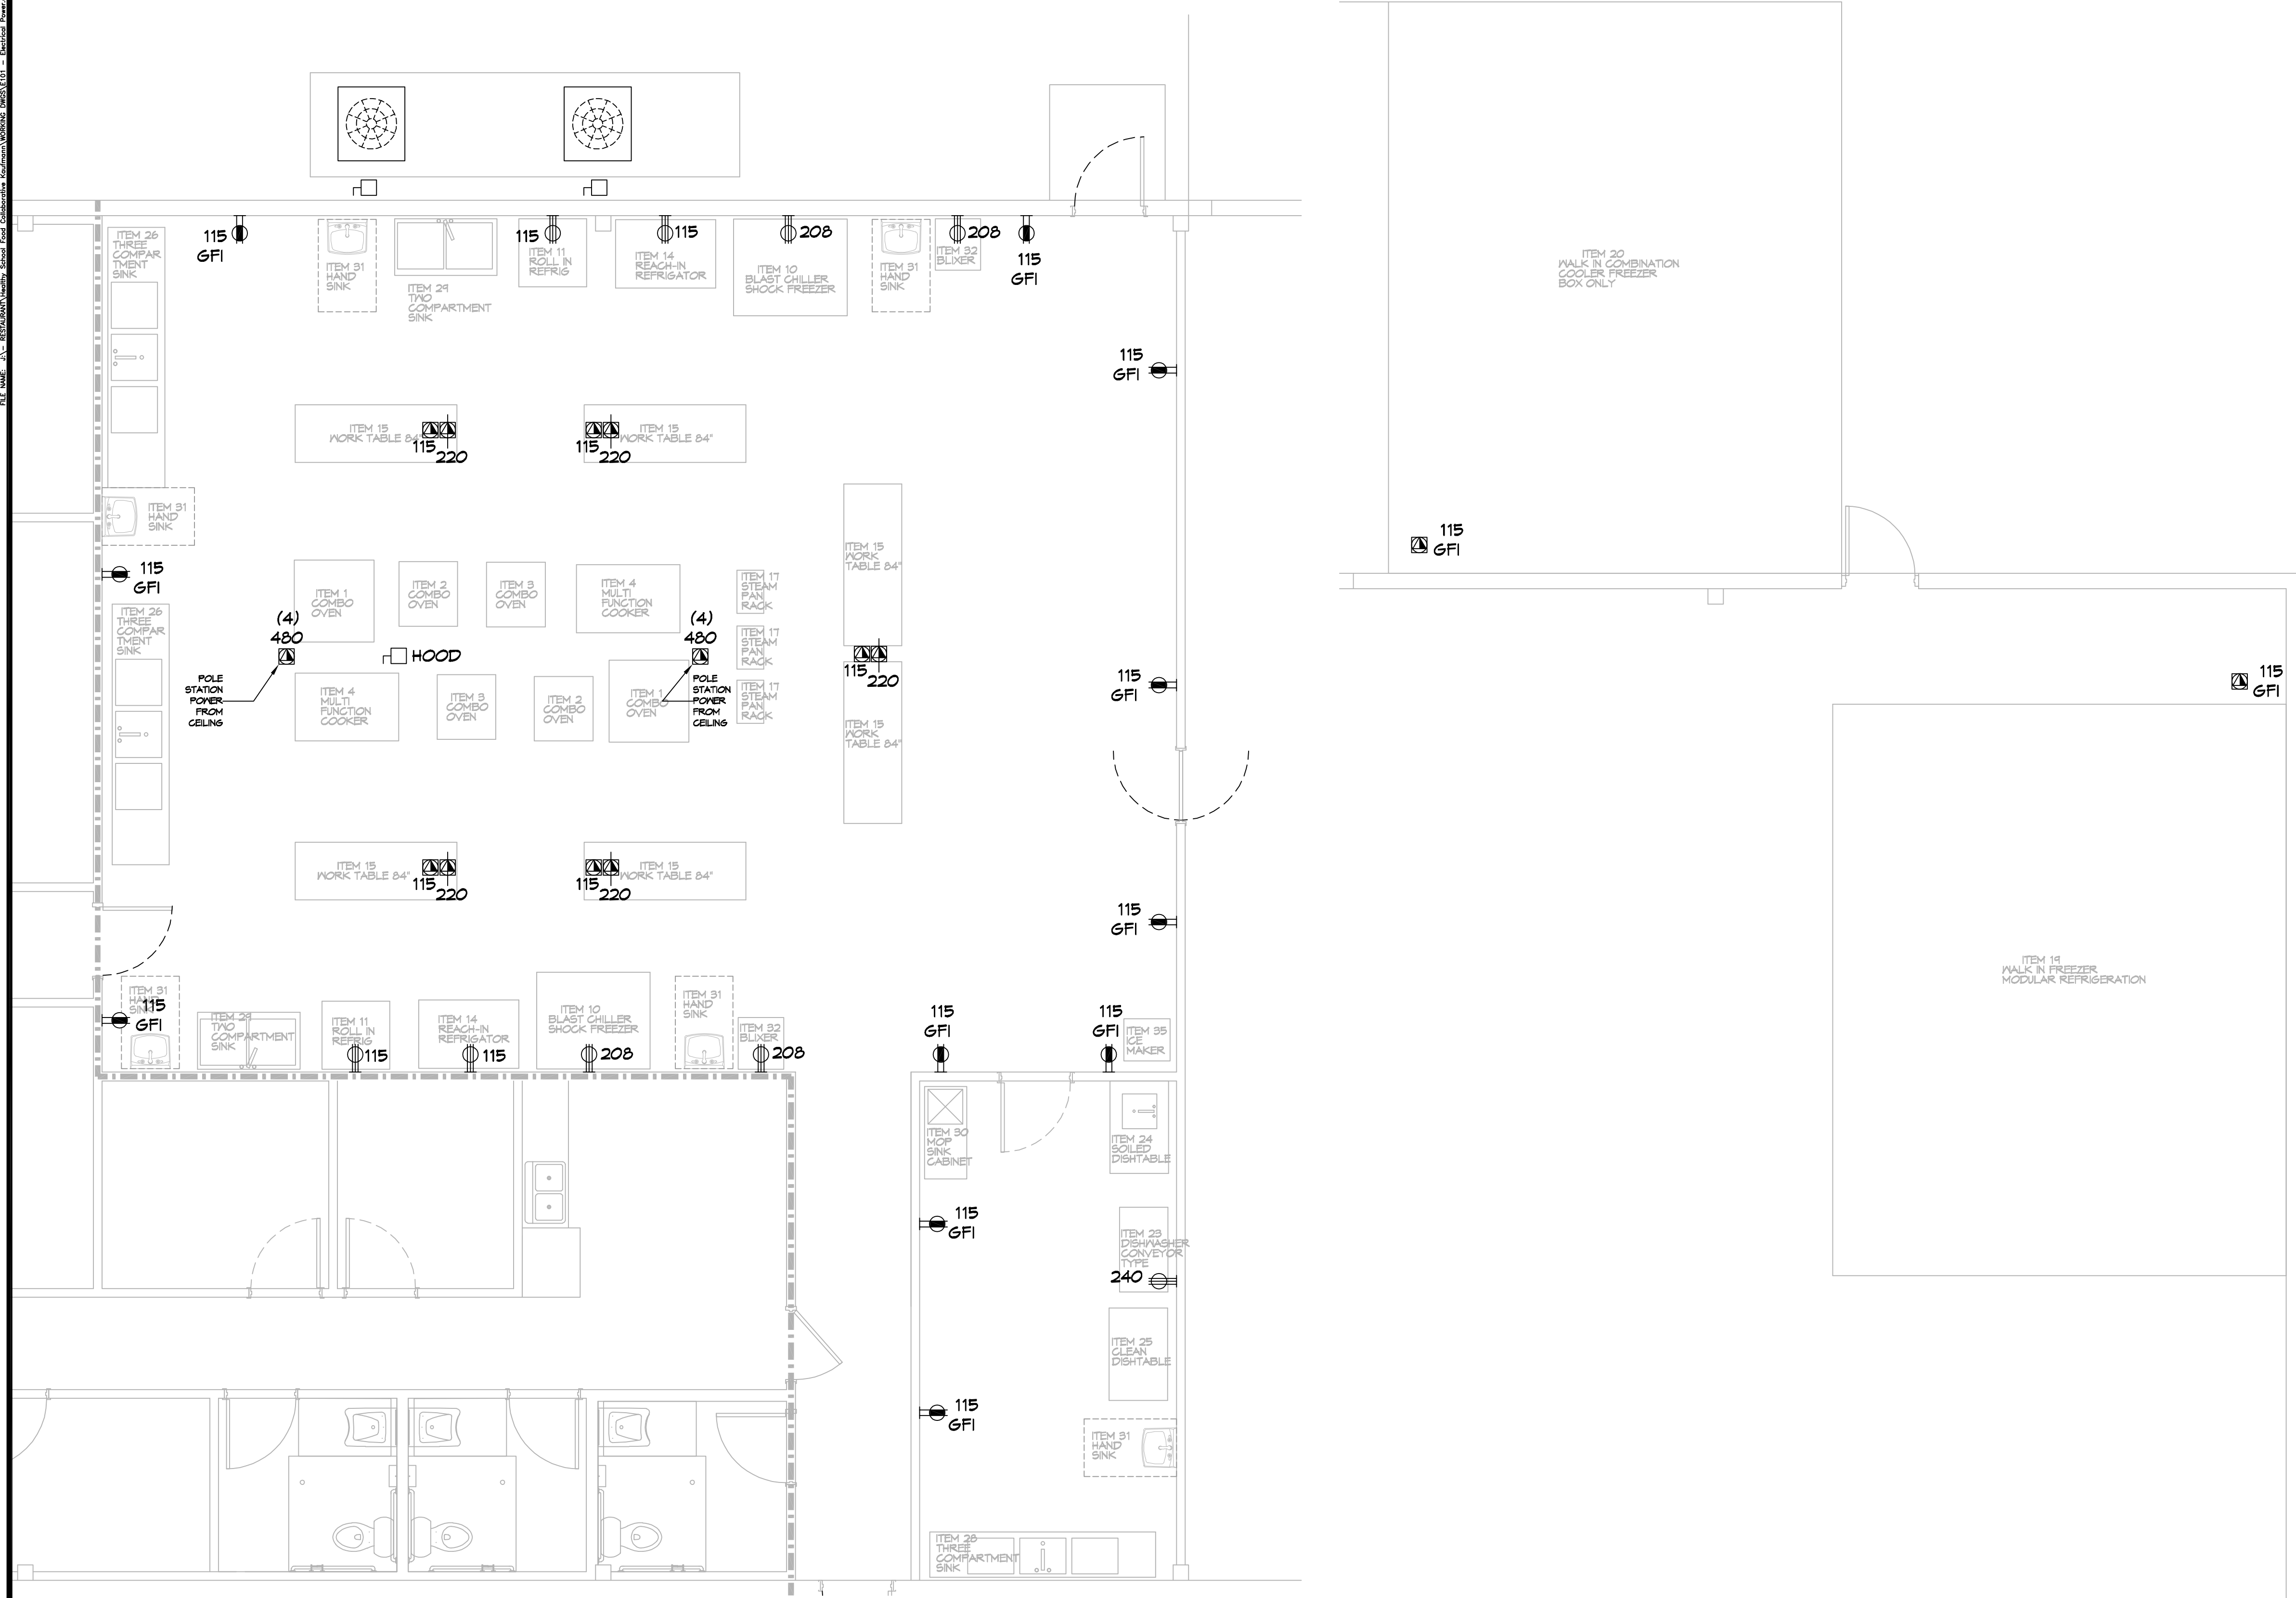 FILE NAME: J:\- RESTAURANT\Healthy School Food Collaborative Kaufmann\WORKING DWGS\E101 - Electrical Power.
ITEM 26
THREE
COMPAR
TMENT
SINK
115
GFI
ITEM 31
HAND
SINK
ITEM 29
TWO
COMPARTMENT
SINK
115
ITEM 11
ROLL IN
REFRIG
115
ITEM 14
REACH-IN
REFRIGATOR
208
ITEM 10
BLAST CHILLER
SHOCK FREEZER
ITEM 31
HAND
SINK
208
ITEM 32
BLIXER
115
GFI
ITEM 20
WALK IN COMBINATION
COOLER FREEZER
BOX ONLY
115
GFI
ITEM 15
WORK TABLE 84"
115
220
ITEM 15
WORK TABLE 84"
115
220
ITEM 31
HAND
SINK
115
GFI
115
GFI
ITEM 15
WORK
TABLE 84"
ITEM 1
COMBO
OVEN
ITEM 2
COMBO
OVEN
ITEM 3
COMBO
OVEN
ITEM 4
MULTI
FUNCTION
COOKER
ITEM 17
STEAM
PAN
RACK
ITEM 26
THREE
COMPAR
TMENT
SINK
(4)
480
HOOD
(4)
480
ITEM 17
STEAM
PAN
RACK
115
220
115
GFI
115
GFI
POLE
STATION
POWER
FROM
CEILING
ITEM 4
MULTI
FUNCTION
COOKER
ITEM 3
COMBO
OVEN
ITEM 2
COMBO
OVEN
ITEM 1
COMBO
OVEN
POLE
STATION
POWER
FROM
CEILING
ITEM 17
STEAM
PAN
RACK
ITEM 15
WORK
TABLE 84"
ITEM 15
WORK TABLE 84"
115
220
ITEM 15
WORK TABLE 84"
115
220
115
GFI
ITEM 19
WALK IN FREEZER
MODULAR REFRIGERATION
ITEM 31
HAND
SINK
115
GFI
ITEM 29
TWO
COMPARTMENT
SINK
ITEM 11
ROLL IN
REFRIG
115
ITEM 14
REACH-IN
REFRIGATOR
115
ITEM 10
BLAST CHILLER
SHOCK FREEZER
208
ITEM 31
HAND
SINK
ITEM 32
BLIXER
208
115
GFI
115
GFI
ITEM 35
ICE
MAKER
ITEM 30
MOP
SINK
CABINET
ITEM 24
SOILED
DISHTABLE
115
GFI
ITEM 23
DISHWASHER
CONVEYOR
TYPE
240
ITEM 25
CLEAN
DISHTABLE
115
GFI
ITEM 31
HAND
SINK
ITEM 28
THREE
COMPARTMENT
SINK